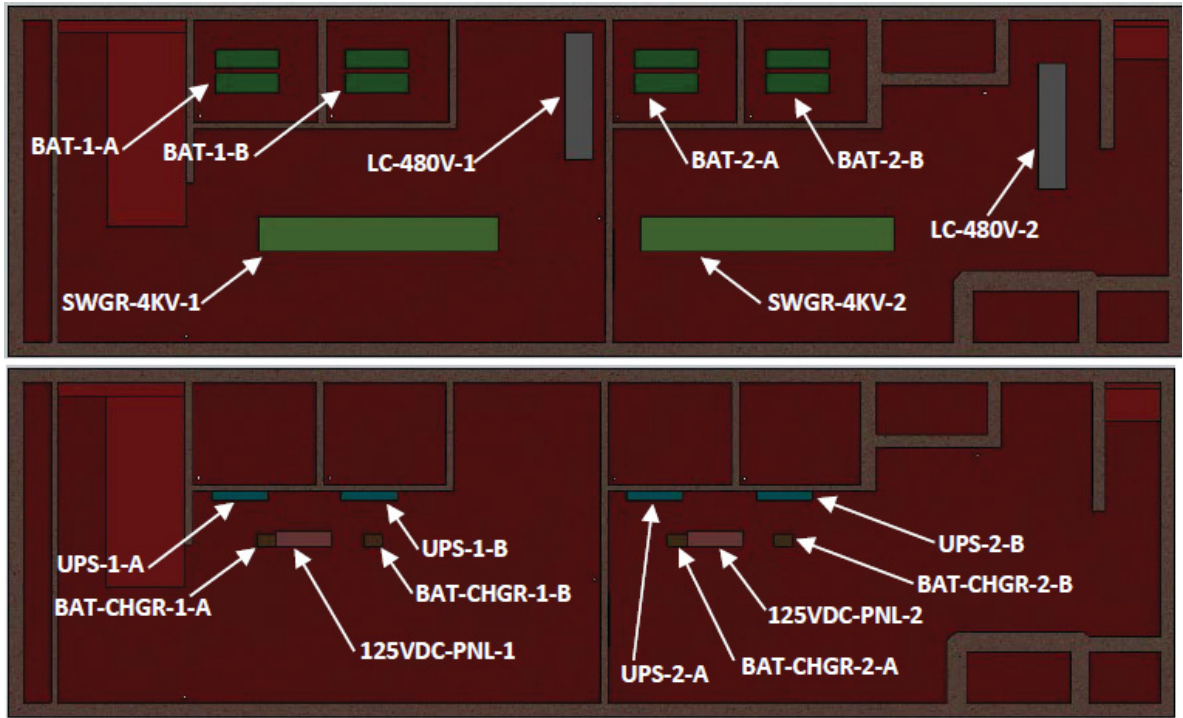 BAT-1-A
BAT-1-B
LC-480V-1
BAT-2-A
BAT-2-B
LC-480V-2
SWGR-4KV-1
SWGR-4KV-2
UPS-1-A
UPS-1-B
UPS-2-B
BAT-CHGR-1-A
BAT-CHGR-1-B
BAT-CHGR-2-B
125VDC-PNL-1
125VDC-PNL-2
UPS-2-A
BAT-CHGR-2-A